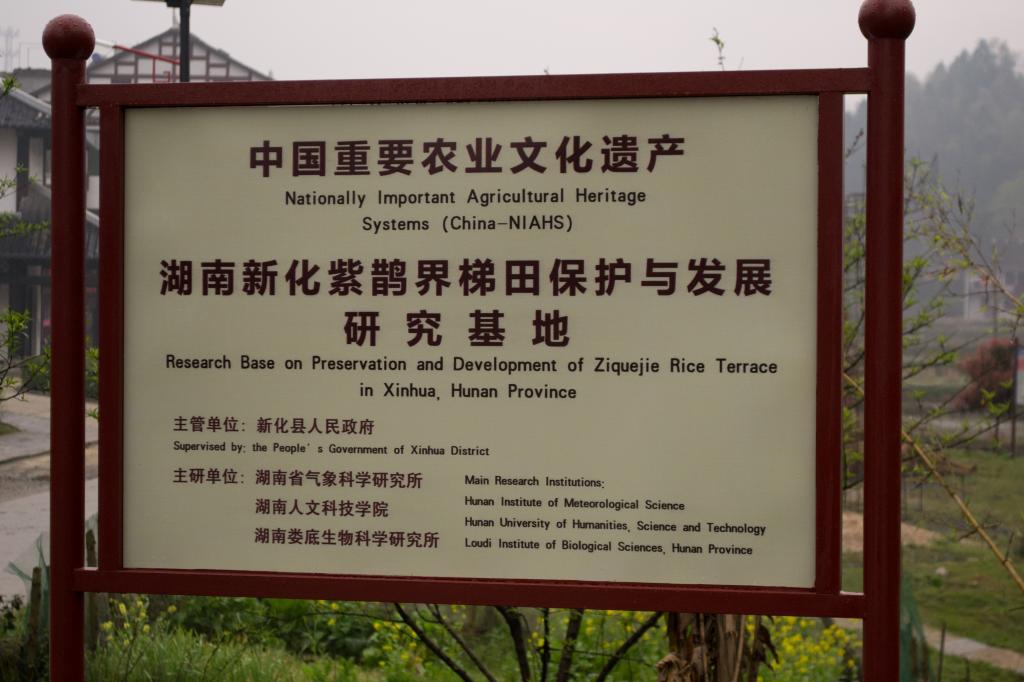 中国重要农业文化遗产
Nationally Important Agricultural Heritage
Systems (China-NIAHS)
湖南新化紫鹊界梯田保护与发展
研究基地
Research Base on Preservation and Development of Ziquejie Rice Terrace
in Xinhua, Hunan Province
主管单位：新化县人民政府
Supervised by: the People's Government of Xinhua District
主研单位：湖南省气象科学研究所
湖南人文科技学院
湖南娄底生物科学研究所
Main Research Institutions:
Hunan Institute of Meteorological Science
Hunan University of Humanities, Science and Technology
Loudi Institute of Biological Sciences, Hunan Province